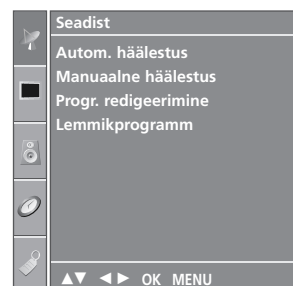 Seadist
Autom. häälestus
Manuaalne häälestus
Progr. redigeerimine
Lemmikprogramm
▲▼ ◄► OK MENU